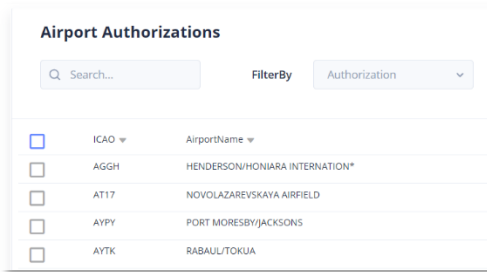 Airport Authorizations
Search... FilterBy Authorization
ICAO AirportName
AGGH HENDERSON/HONIARA INTERNATION*
AT17 NOVOLAZAREVSKAYA AIRFIELD
AYPY PORT MORESBY/JACKSONS
AYTK RABAUL/TOKUA